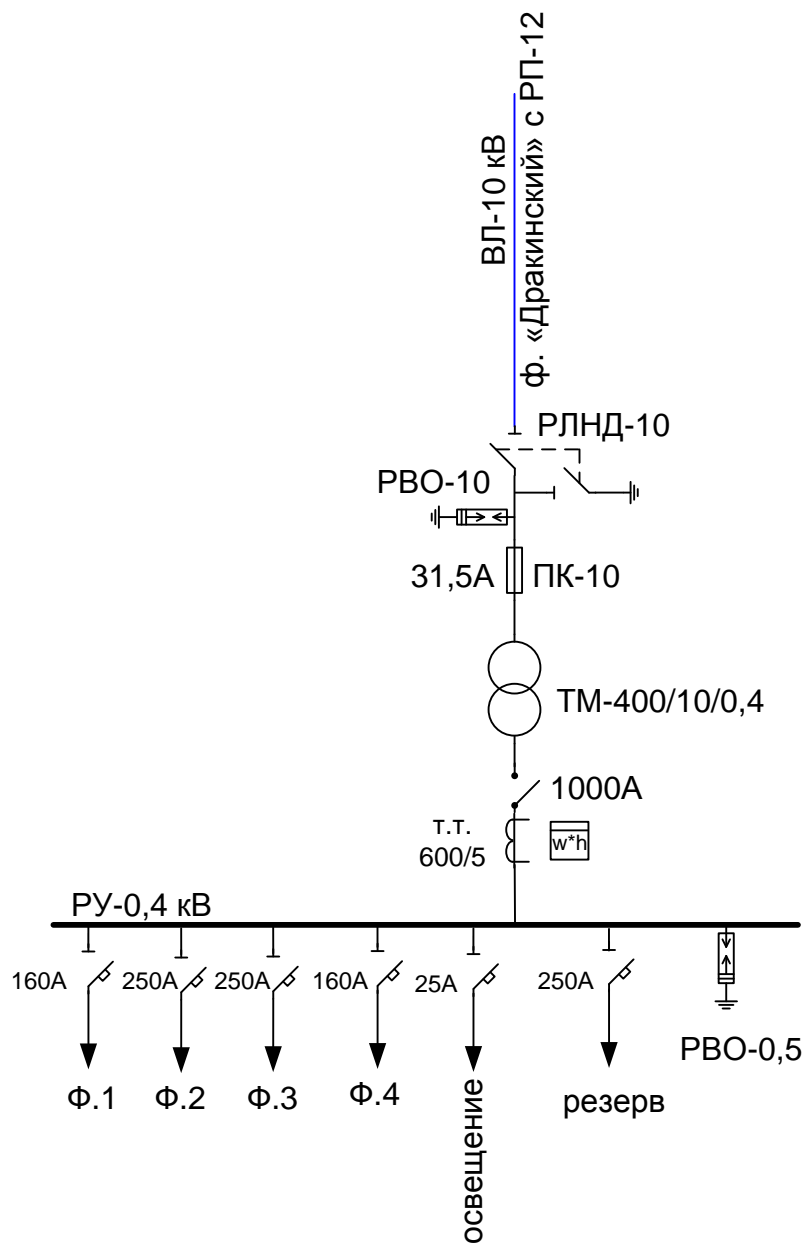 ВЛ-10 кВ
ф. «Дракинский» с РП-12
РЛНД-10
РВО-10
31,5А
ПК-10
ТМ-400/10/0,4
1000А
т.т.
600/5
w*h
РУ-0,4 кВ
160А
250А
250А
160А
25А
250А
РВО-0,5
Ф.1
Ф.2
Ф.3
Ф.4
освещение
резерв